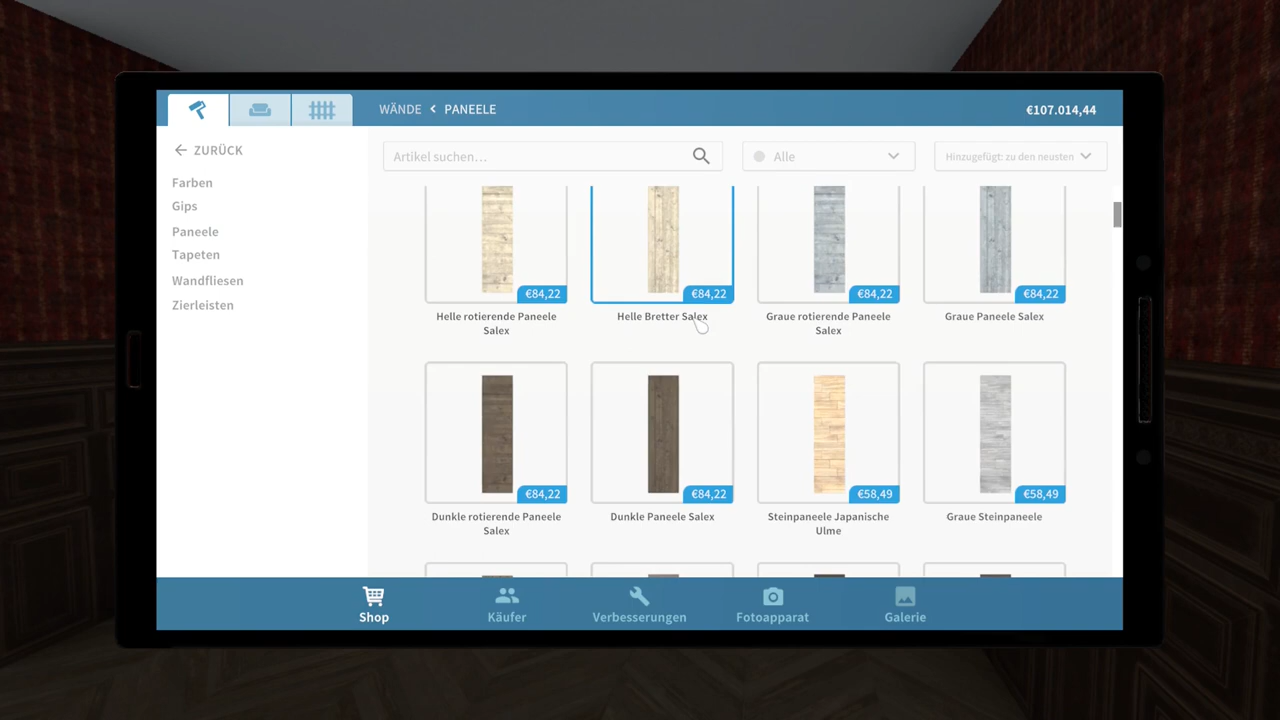 WÄNDE < PANEELE
€107.014,44
ZURÜCK
Farben
Gips
Paneele
Tapeten
Wandfliesen
Zierleisten
Artikel suchen...
Alle
Hinzugefügt: zu den neusten
€84,22
€84,22
€84,22
€84,22
Helle rotierende Paneele
Salex
Helle Bretter Salex
Graue rotierende Paneele
Salex
Graue Paneele Salex
€84,22
€84,22
€58,49
€58,49
Dunkle rotierende Paneele
Salex
Dunkle Paneele Salex
Steinpaneele Japanische
Ulme
Graue Steinpaneele
Shop
Käufer
Verbesserungen
Fotoapparat
Galerie